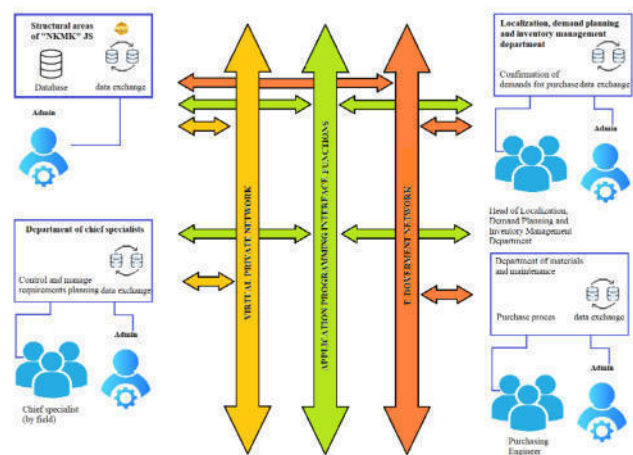 Structural areas
of "NKMK" JS
Database
data exchange
Admin
Localization, demand planning
and inventory management
department
Confirmation of
demands for purchase
data exchange
Admin
Head of Localization,
Demand Planning and
Inventory Management
Department
VIRTUAL PRIVATE NETWORK
APPLICATION PROGRAMMING INTERFACE FUNCTIONS
E-DOVERMENT NETWORK
Department of chief specialists
Control and manage
requirements planning
data exchange
Admin
Chief specialist
(by field)
Department of materials
and maintenance
Purchase proces
data exchange
Admin
Purchasing
Engineer